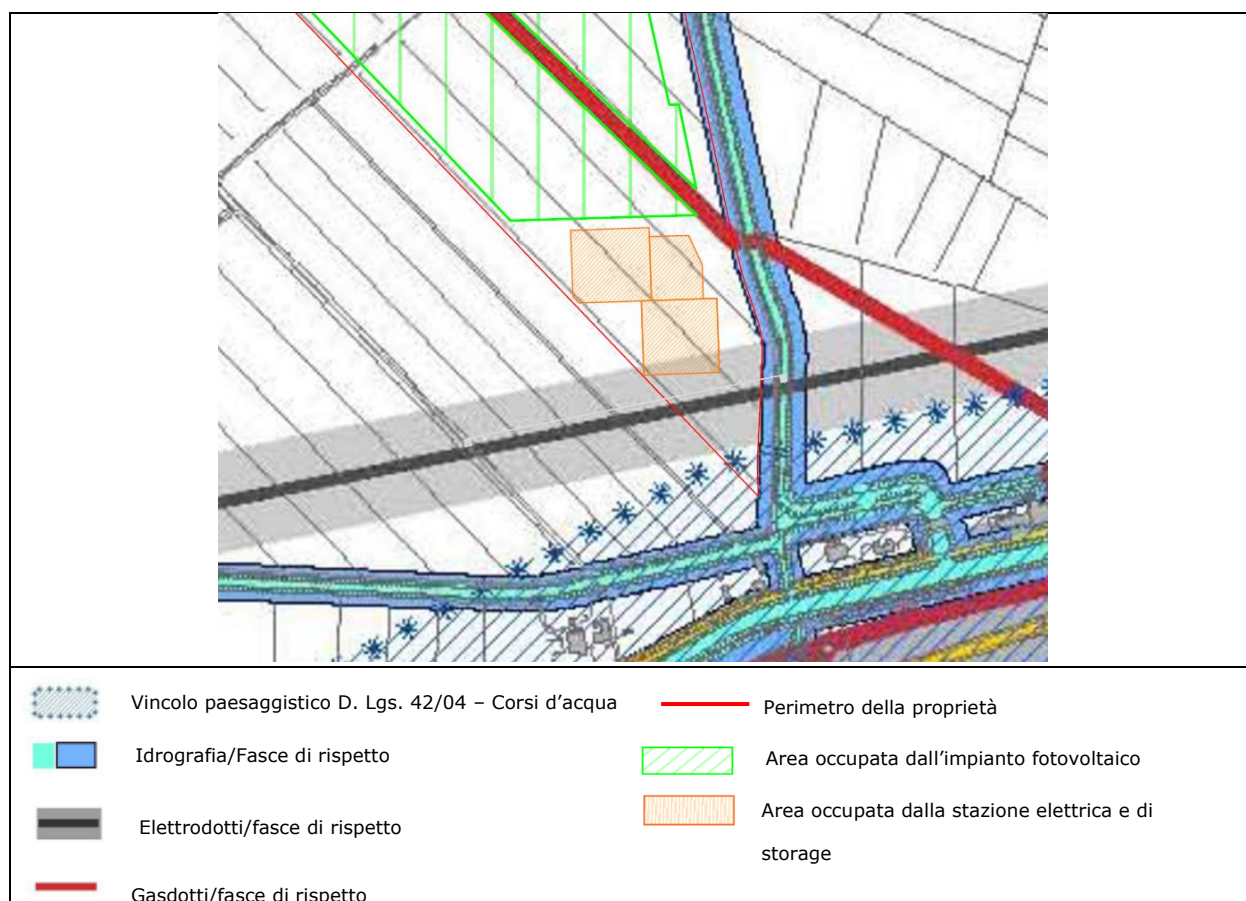 Vincolo paesaggistico D. Lgs. 42/04 – Corsi d'acqua
Idrografia/Fasce di rispetto
Elettrodotti/fasce di rispetto
Gasdotti/fasce di rispetto
Perimetro della proprietà
Area occupata dall'impianto fotovoltaico
Area occupata dalla stazione elettrica e di
storage